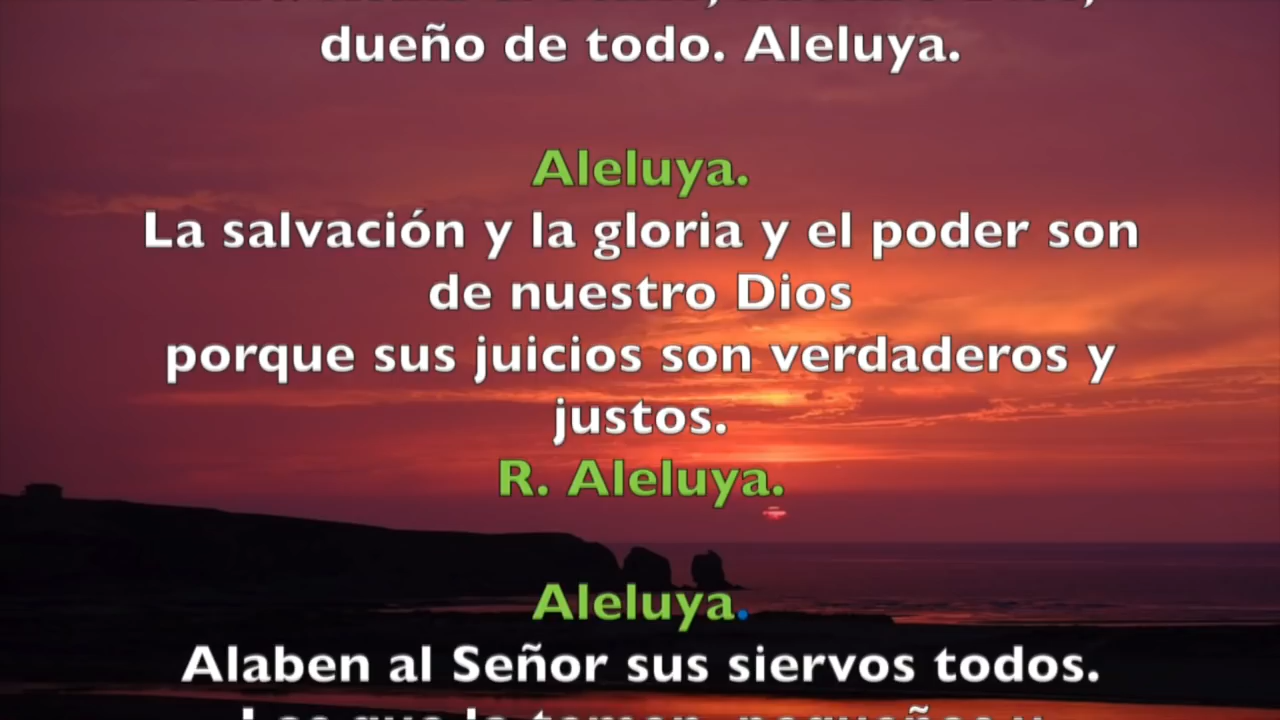 dueño de todo. Aleluya.
Aleluya.
La salvación y la gloria y el poder son
de nuestro Dios
porque sus juicios son verdaderos y
justos.
R. Aleluya.
Aleluya.
Alaben al Señor sus siervos todos.